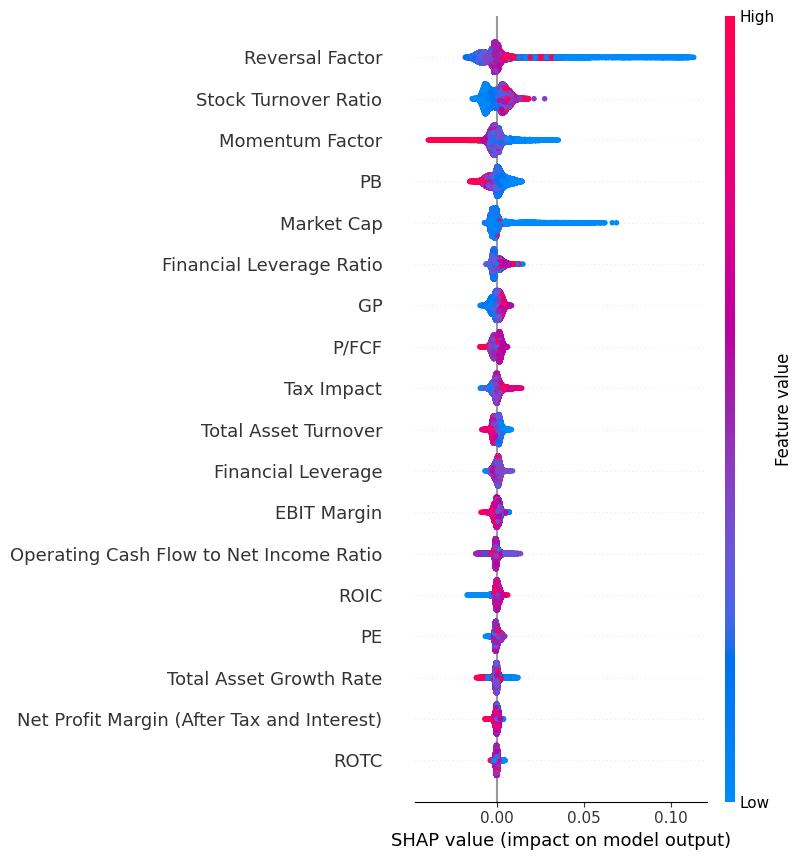 High
Reversal Factor
Stock Turnover Ratio
Momentum Factor
PB
Market Cap
Financial Leverage Ratio
GP
P/FCF
Tax Impact
Total Asset Turnover
Financial Leverage
EBIT Margin
Operating Cash Flow to Net Income Ratio
ROIC
PE
Total Asset Growth Rate
Net Profit Margin (After Tax and Interest)
ROTC
Feature value
Low
0.00 0.05 0.10
SHAP value (impact on model output)